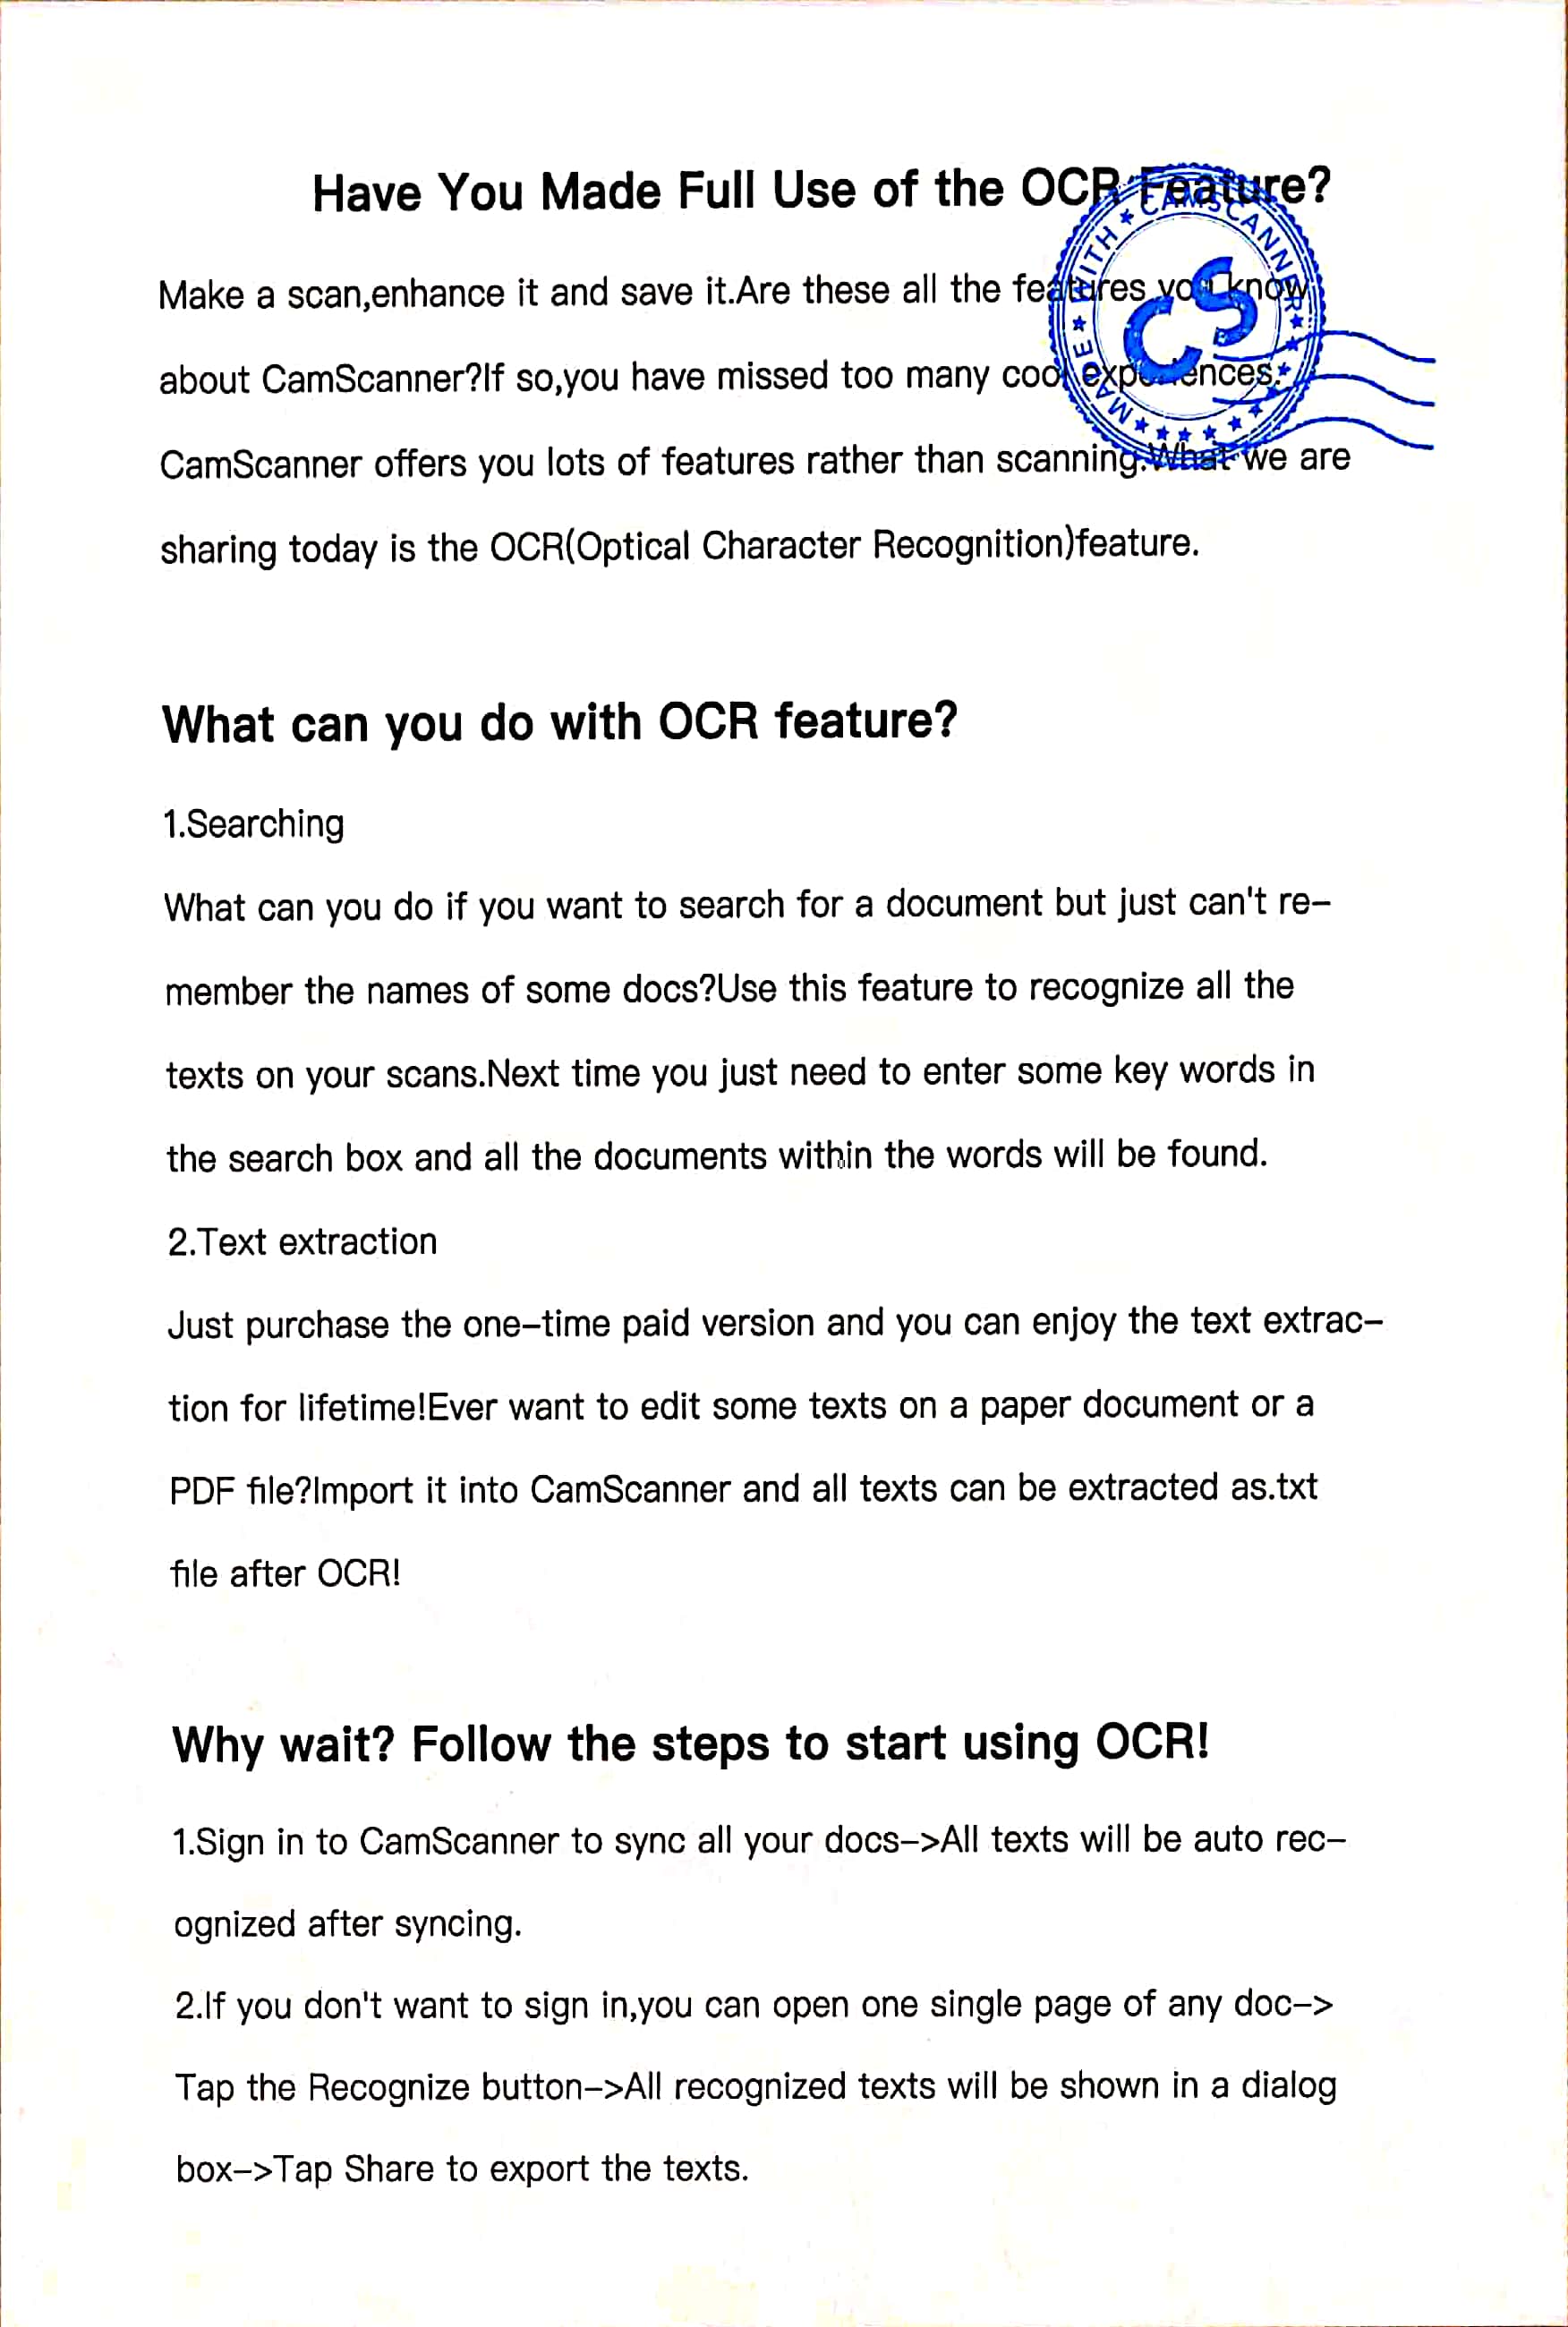 Have You Made Full Use of the OCR Feature?
Make a scan,enhance it and save it.Are these all the features you know
about CamScanner?If so,you have missed too many cool experiences.
CamScanner offers you lots of features rather than scanning.What we are
sharing today is the OCR(Optical Character Recognition)feature.
MADE WITH CAMSCANNER
CS
What can you do with OCR feature?
1.Searching
What can you do if you want to search for a document but just can't re-
member the names of some docs?Use this feature to recognize all the
texts on your scans.Next time you just need to enter some key words in
the search box and all the documents within the words will be found.
2.Text extraction
Just purchase the one-time paid version and you can enjoy the text extrac-
tion for lifetime!Ever want to edit some texts on a paper document or a
PDF file?Import it into CamScanner and all texts can be extracted as.txt
file after OCR!
Why wait? Follow the steps to start using OCR!
1.Sign in to CamScanner to sync all your docs->All texts will be auto rec-
ognized after syncing.
2.If you don't want to sign in,you can open one single page of any doc->
Tap the Recognize button->All recognized texts will be shown in a dialog
box->Tap Share to export the texts.